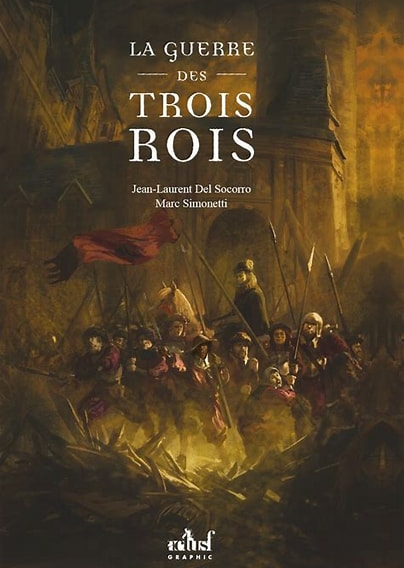 LA GUERRE
DES
TROIS
ROIS
Jean-Laurent Del Socorro
Marc Simonetti
actusf
GRAPHIC